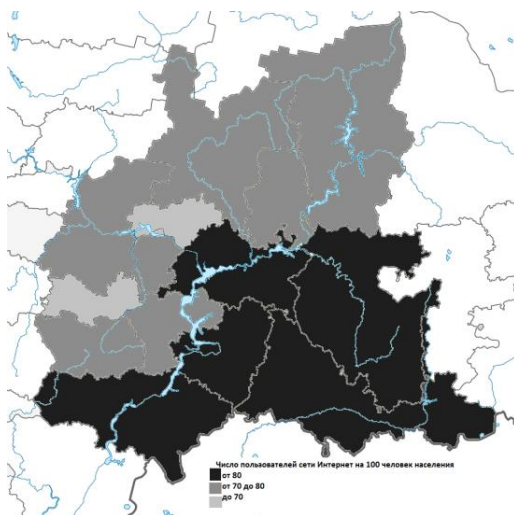 Число пользователей сети Интернет на 100 человек населения
от 80
от 70 до 80
до 70